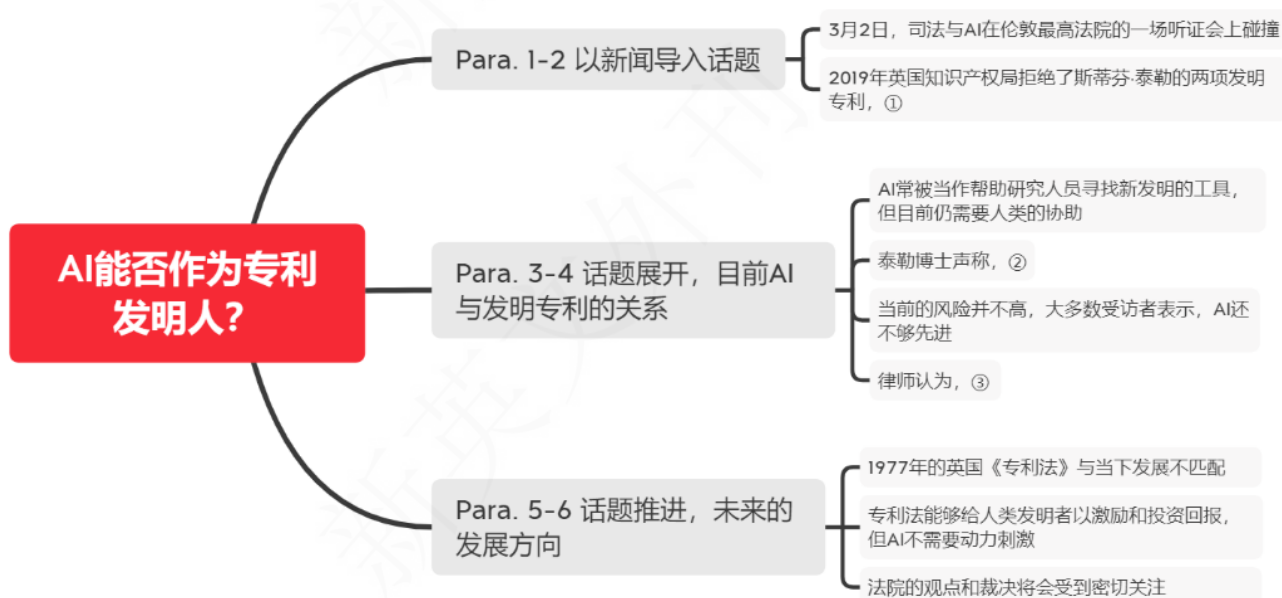 AI能否作为专利
发明人？
Para. 1-2 以新闻导入话题
3月2日，司法与AI在伦敦最高法院的一场听证会上碰撞
2019年英国知识产权局拒绝了斯蒂芬·泰勒的两项发明
专利，①
Para. 3-4 话题展开，目前AI
与发明专利的关系
AI常被当作帮助研究人员寻找新发明的工具，
但目前仍需要人类的协助
泰勒博士声称，②
当前的风险并不高，大多数受访者表示，AI还
不够先进
律师认为，③
Para. 5-6 话题推进，未来的
发展方向
1977年的英国《专利法》与当下发展不匹配
专利法能够给人类发明者以激励和投资回报，
但AI不需要动力刺激
法院的观点和裁决将会受到密切关注
新英文外刊